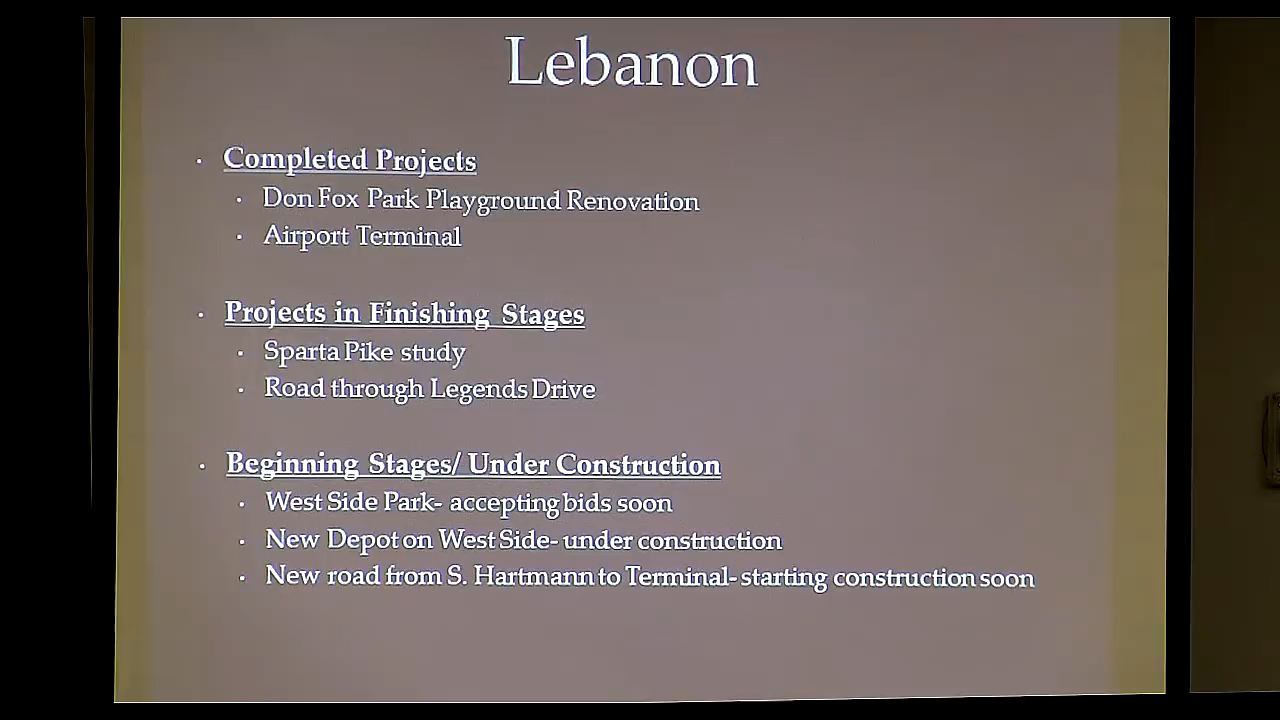 Lebanon
Completed Projects
Don Fox Park Playground Renovation
Airport Terminal
Projects in Finishing Stages
Sparta Pike study
Road through Legends Drive
Beginning Stages/ Under Construction
West Side Park- accepting bids soon
New Depot on West Side- under construction
New road from S. Hartmann to Terminal- starting construction soon